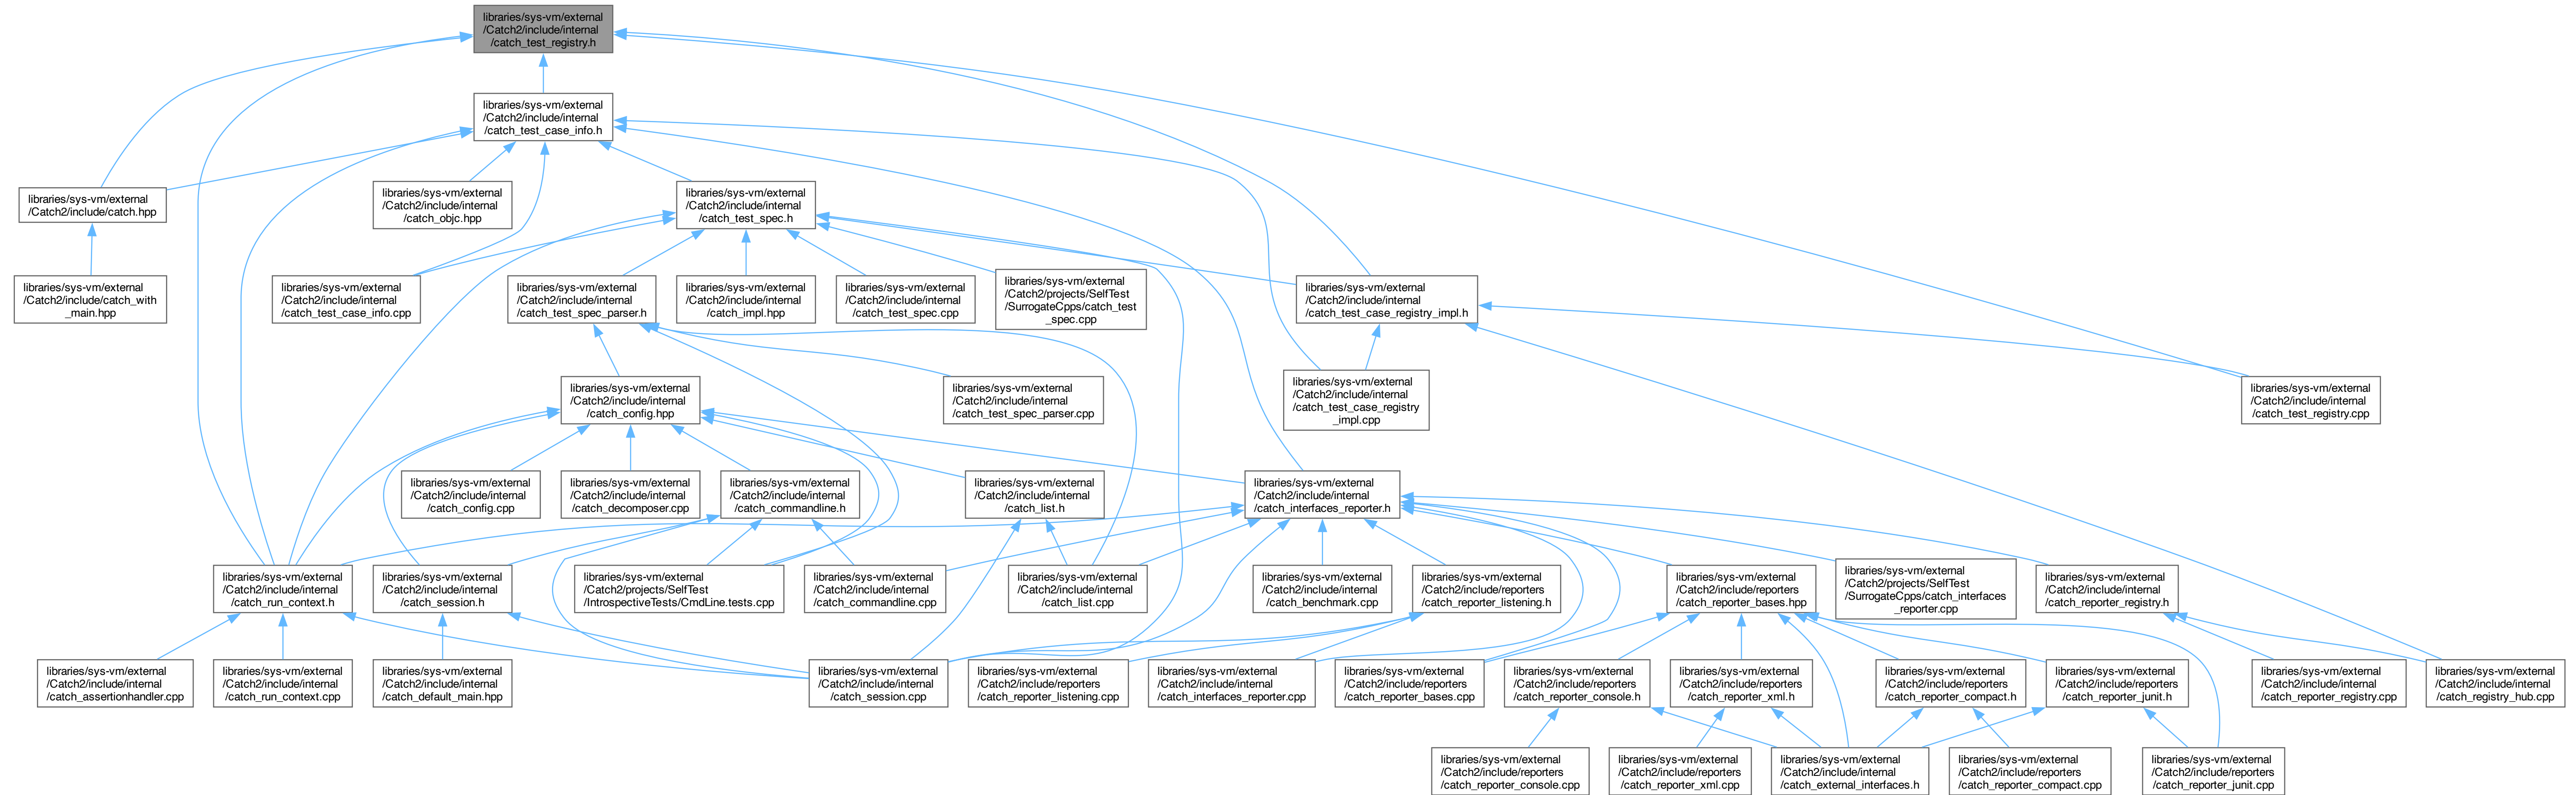 libraries/sys-vm/external
/Catch2/include/internal
/catch_test_registry.h
libraries/sys-vm/external
/Catch2/include/internal
/catch_test_case_info.h
libraries/sys-vm/external
/Catch2/include/catch.hpp
libraries/sys-vm/external
/Catch2/include/internal
/catch_objc.hpp
libraries/sys-vm/external
/Catch2/include/internal
/catch_test_spec.h
libraries/sys-vm/external
/Catch2/include/catch_with
_main.hpp
libraries/sys-vm/external
/Catch2/include/internal
/catch_test_case_info.cpp
libraries/sys-vm/external
/Catch2/include/internal
/catch_test_spec_parser.h
libraries/sys-vm/external
/Catch2/include/internal
/catch_impl.hpp
libraries/sys-vm/external
/Catch2/include/internal
/catch_test_spec.cpp
libraries/sys-vm/external
/Catch2/projects/SelfTest
/SurrogateCpps/catch_test
_spec.cpp
libraries/sys-vm/external
/Catch2/include/internal
/catch_test_case_registry_impl.h
libraries/sys-vm/external
/Catch2/include/internal
/catch_config.hpp
libraries/sys-vm/external
/Catch2/include/internal
/catch_test_spec_parser.cpp
libraries/sys-vm/external
/Catch2/include/internal
/catch_test_case_registry
_impl.cpp
libraries/sys-vm/external
/Catch2/include/internal
/catch_test_registry.cpp
libraries/sys-vm/external
/Catch2/include/internal
/catch_config.cpp
libraries/sys-vm/external
/Catch2/include/internal
/catch_decomposer.cpp
libraries/sys-vm/external
/Catch2/include/internal
/catch_commandline.h
libraries/sys-vm/external
/Catch2/include/internal
/catch_list.h
libraries/sys-vm/external
/Catch2/include/internal
/catch_interfaces_reporter.h
libraries/sys-vm/external
/Catch2/include/internal
/catch_run_context.h
libraries/sys-vm/external
/Catch2/include/internal
/catch_session.h
libraries/sys-vm/external
/Catch2/projects/SelfTest
/IntrospectiveTests/CmdLine.tests.cpp
libraries/sys-vm/external
/Catch2/include/internal
/catch_commandline.cpp
libraries/sys-vm/external
/Catch2/include/internal
/catch_list.cpp
libraries/sys-vm/external
/Catch2/include/internal
/catch_benchmark.cpp
libraries/sys-vm/external
/Catch2/include/reporters
/catch_reporter_listening.h
libraries/sys-vm/external
/Catch2/include/reporters
/catch_reporter_bases.hpp
libraries/sys-vm/external
/Catch2/projects/SelfTest
/SurrogateCpps/catch_interfaces
_reporter.cpp
libraries/sys-vm/external
/Catch2/include/internal
/catch_reporter_registry.h
libraries/sys-vm/external
/Catch2/include/internal
/catch_assertionhandler.cpp
libraries/sys-vm/external
/Catch2/include/internal
/catch_run_context.cpp
libraries/sys-vm/external
/Catch2/include/internal
/catch_default_main.hpp
libraries/sys-vm/external
/Catch2/include/internal
/catch_session.cpp
libraries/sys-vm/external
/Catch2/include/reporters
/catch_reporter_listening.cpp
libraries/sys-vm/external
/Catch2/include/internal
/catch_interfaces_reporter.cpp
libraries/sys-vm/external
/Catch2/include/reporters
/catch_reporter_bases.cpp
libraries/sys-vm/external
/Catch2/include/reporters
/catch_reporter_console.h
libraries/sys-vm/external
/Catch2/include/reporters
/catch_reporter_xml.h
libraries/sys-vm/external
/Catch2/include/reporters
/catch_reporter_compact.h
libraries/sys-vm/external
/Catch2/include/reporters
/catch_reporter_junit.h
libraries/sys-vm/external
/Catch2/include/internal
/catch_reporter_registry.cpp
libraries/sys-vm/external
/Catch2/include/internal
/catch_registry_hub.cpp
libraries/sys-vm/external
/Catch2/include/reporters
/catch_reporter_console.cpp
libraries/sys-vm/external
/Catch2/include/reporters
/catch_reporter_xml.cpp
libraries/sys-vm/external
/Catch2/include/internal
/catch_external_interfaces.h
libraries/sys-vm/external
/Catch2/include/reporters
/catch_reporter_compact.cpp
libraries/sys-vm/external
/Catch2/include/reporters
/catch_reporter_junit.cpp